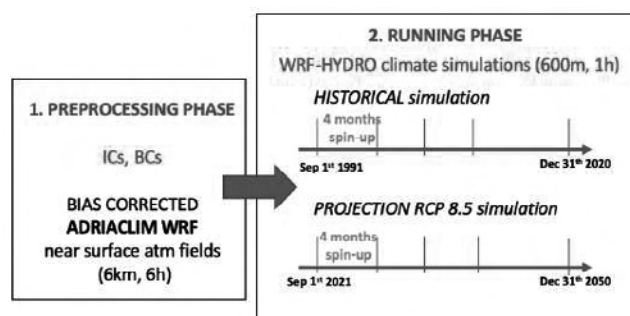 1. PREPROCESSING PHASE
ICs, BCs
BIAS CORRECTED
ADRIACLIM WRF
near surface atm fields
(6km, 6h)
2. RUNNING PHASE
WRF-HYDRO climate simulations (600m, 1h)
HISTORICAL simulation
4 months
spin-up
Sep 1st 1991
Dec 31th 2020
PROJECTION RCP 8.5 simulation
4 months
spin-up
Sep 1st 2021
Dec 31th 2050